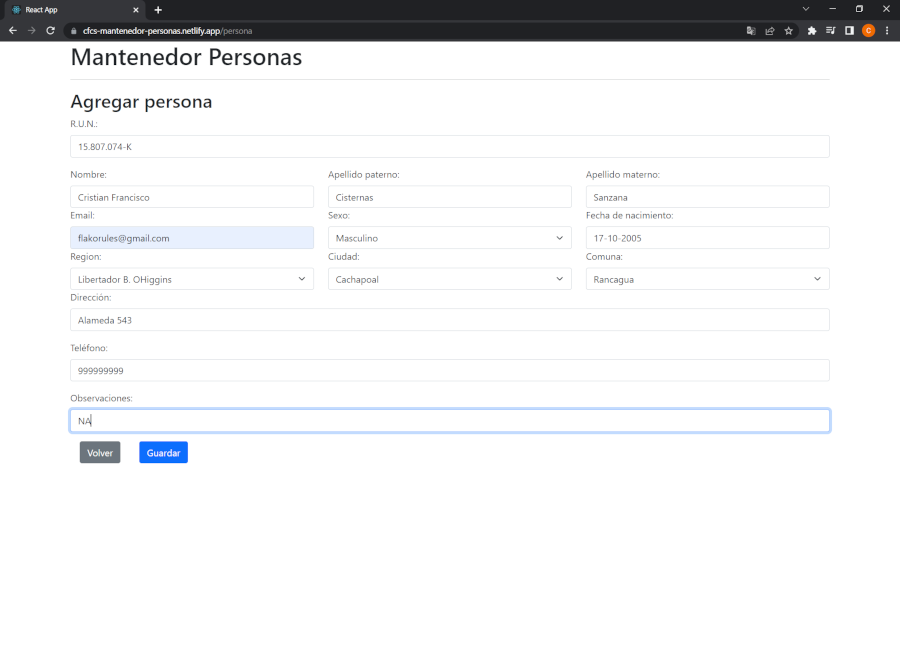 React App
cfcs-mantenedor-personas.netlify.app/persona
C
Mantenedor Personas
Agregar persona
R.U.N.:
15.807.074-K
Nombre: Apellido paterno: Apellido materno:
Cristian Francisco Cisternas Sanzana
Email: Sexo: Fecha de nacimiento:
flakorules@gmail.com Masculino 17-10-2005
Region: Ciudad: Comuna:
Libertador B. OHiggins Cachapoal Rancagua
Dirección:
Alameda 543
Teléfono:
999999999
Observaciones:
NA
Volver Guardar